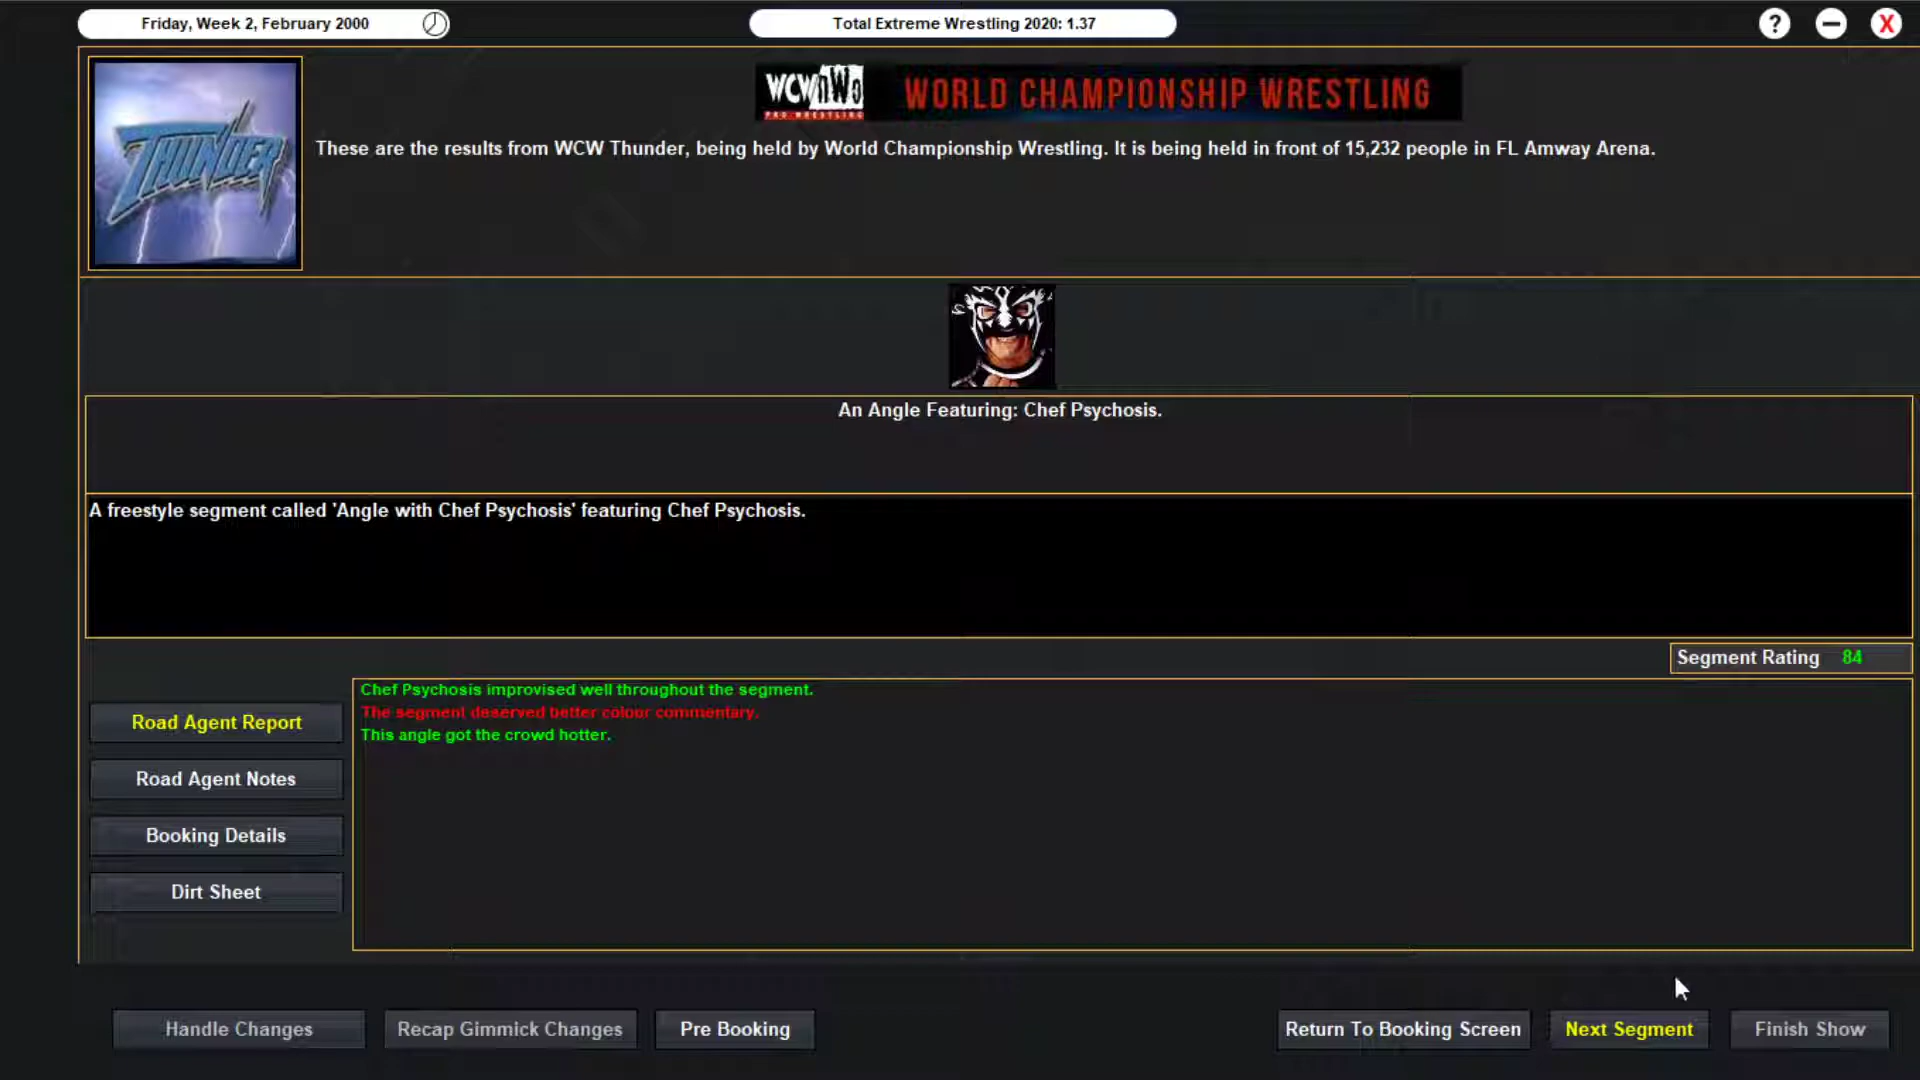 Friday, Week 2, February 2000
Total Extreme Wrestling 2020: 1.37
?
X
THUNDER
WCW nWo
PRO WRESTLING
WORLD CHAMPIONSHIP WRESTLING
These are the results from WCW Thunder, being held by World Championship Wrestling. It is being held in front of 15,232 people in FL Amway Arena.
An Angle Featuring: Chef Psychosis.
A freestyle segment called 'Angle with Chef Psychosis' featuring Chef Psychosis.
Segment Rating 84
Road Agent Report
Road Agent Notes
Booking Details
Dirt Sheet
Chef Psychosis improvised well throughout the segment.
The segment deserved better colour commentary.
This angle got the crowd hotter.
Handle Changes
Recap Gimmick Changes
Pre Booking
Return To Booking Screen
Next Segment
Finish Show